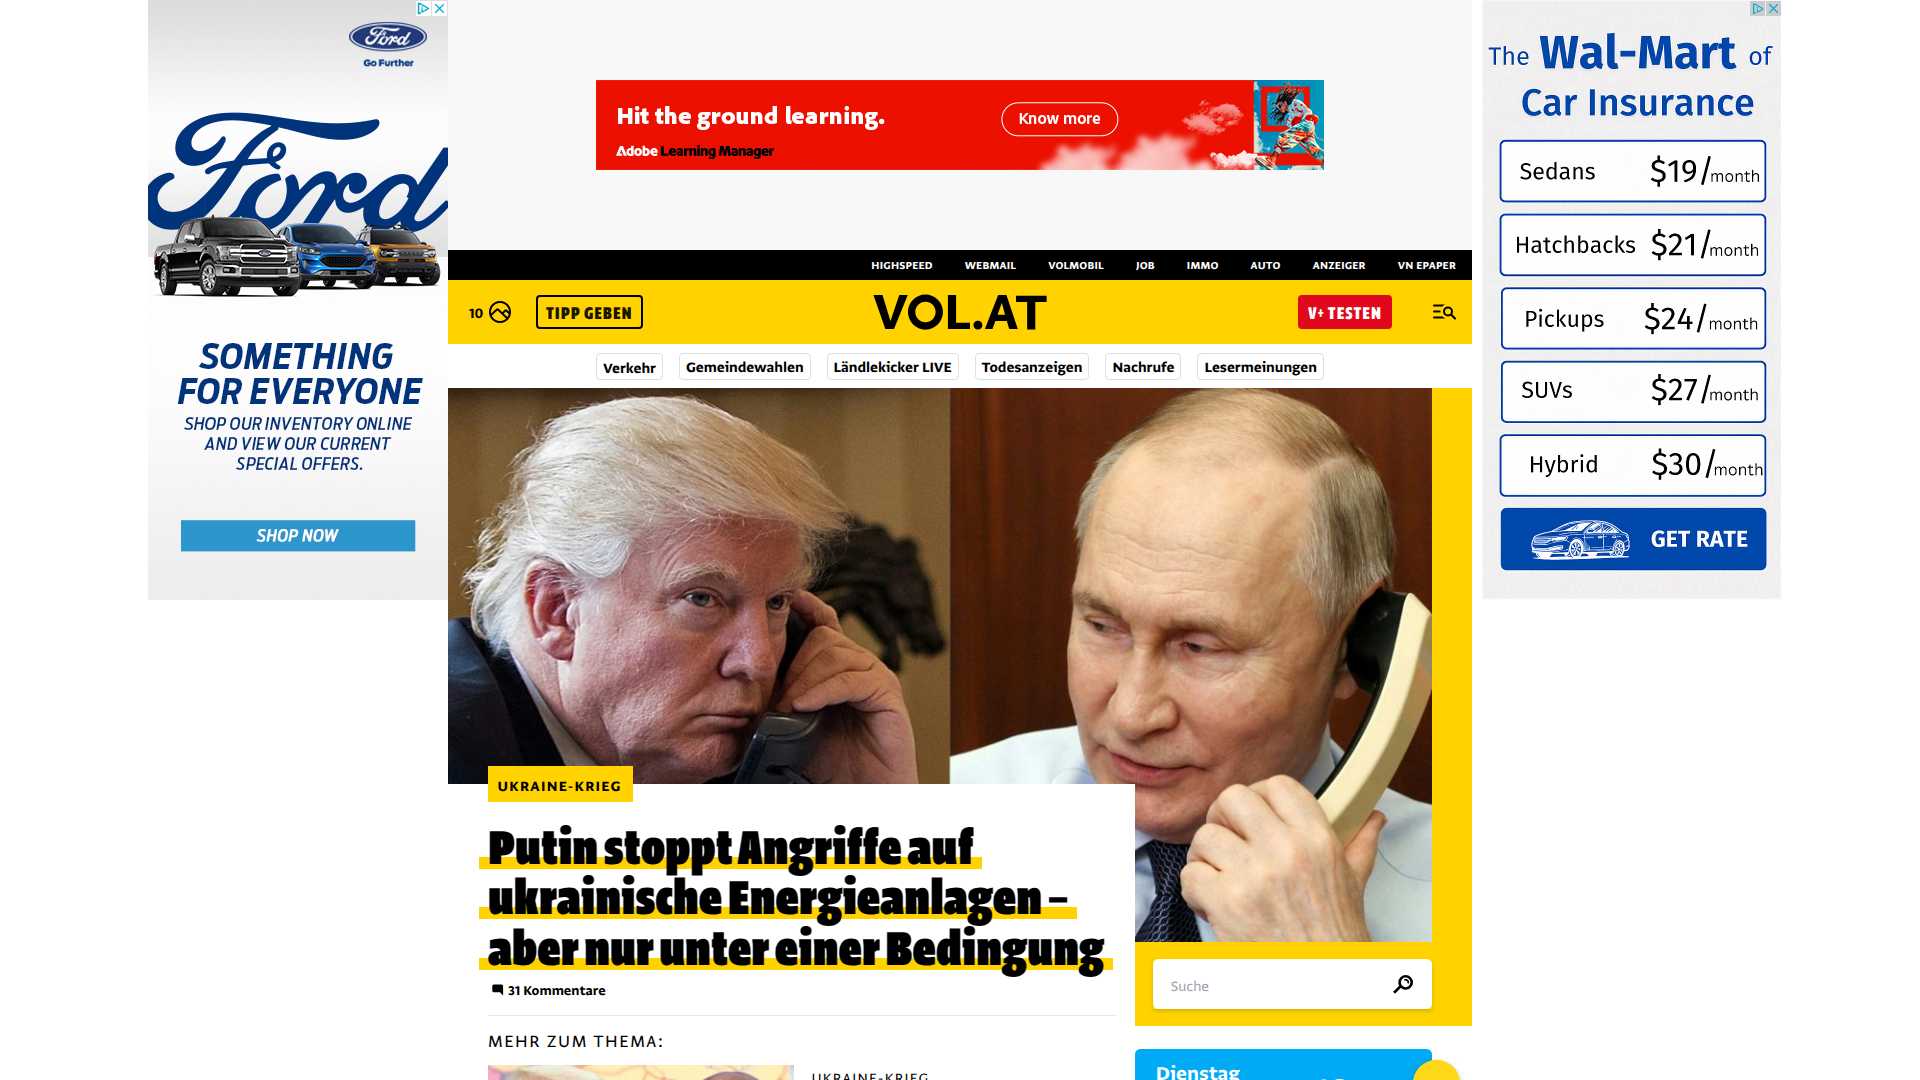 Ford
Go Further
Ford
SOMETHING
FOR EVERYONE
SHOP OUR INVENTORY ONLINE
AND VIEW OUR CURRENT
SPECIAL OFFERS.
SHOP NOW
Hit the ground learning.
Adobe Learning Manager
Know more
The Wal-Mart of
Car Insurance
Sedans $19/month
Hatchbacks $21/month
Pickups $24/month
SUVs $27/month
Hybrid $30/month
GET RATE
HIGHSPEED WEBMAIL VOLMOBIL JOB IMMO AUTO ANZEIGER VN EPAPER
10 TIPP GEBEN VOL.AT V+ TESTEN
Verkehr Gemeindewahlen Ländlekicker LIVE Todesanzeigen Nachrufe Lesermeinungen
UKRAINE-KRIEG
Putin stoppt Angriffe auf
ukrainische Energieanlagen –
aber nur unter einer Bedingung
31 Kommentare
Suche
MEHR ZUM THEMA:
UKRAINE-KRIEG
Dienstag